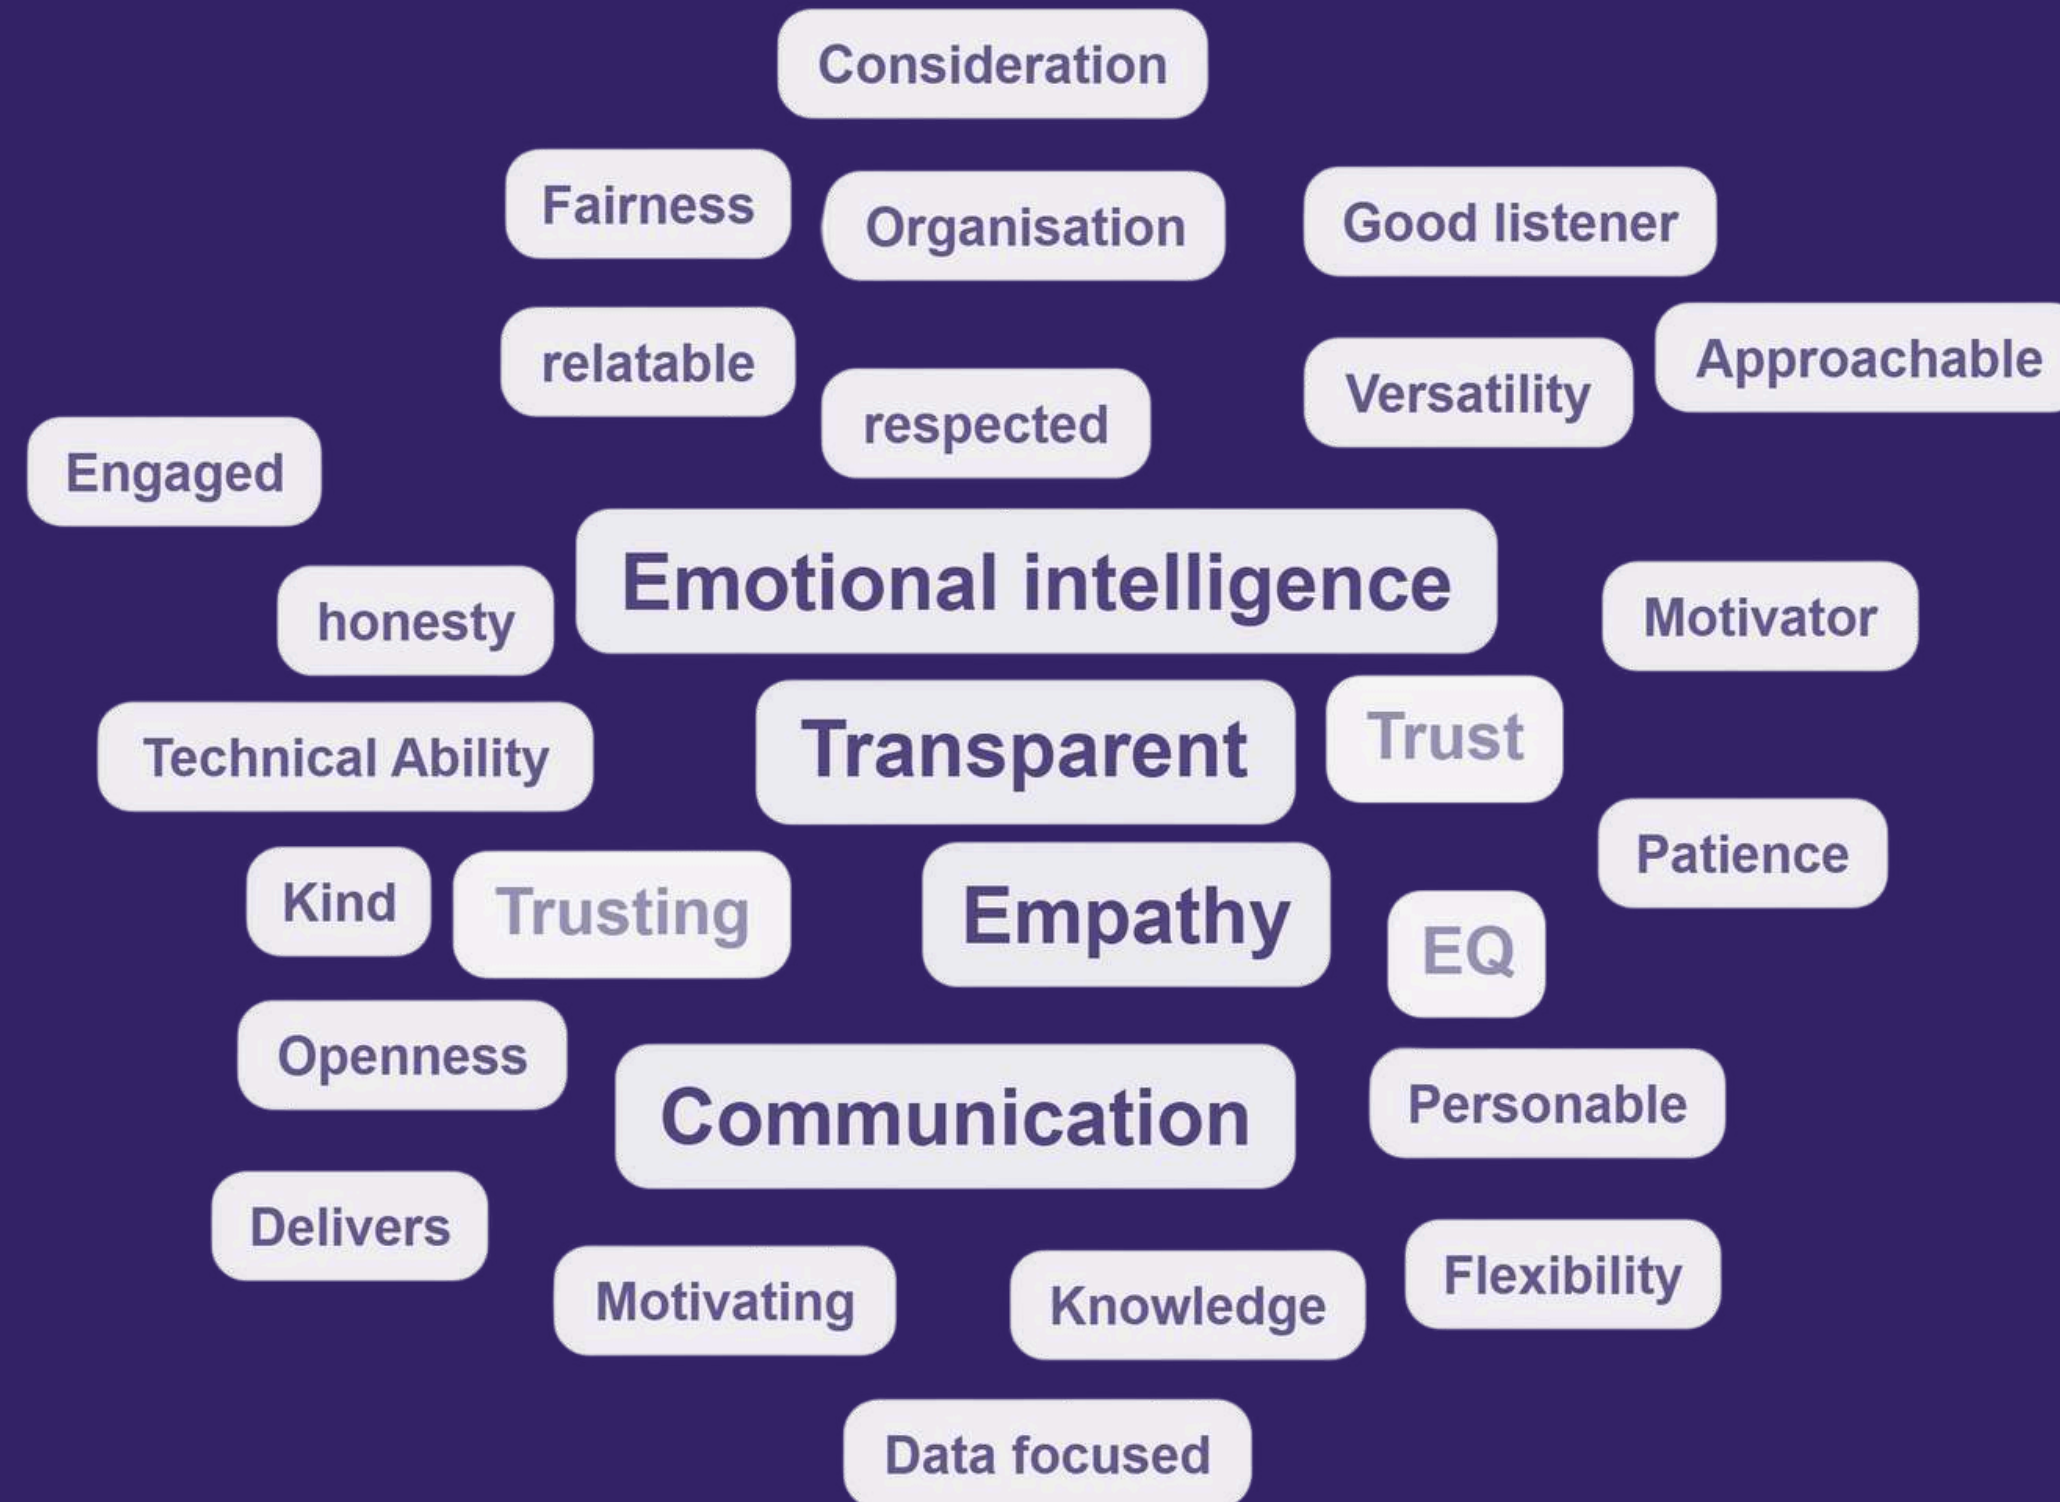 Consideration
Fairness
Organisation
Good listener
relatable
respected
Versatility
Approachable
Engaged
Emotional intelligence
honesty
Motivator
Technical Ability
Transparent
Trust
Patience
Kind
Trusting
Empathy
EQ
Openness
Communication
Personable
Delivers
Motivating
Knowledge
Flexibility
Data focused